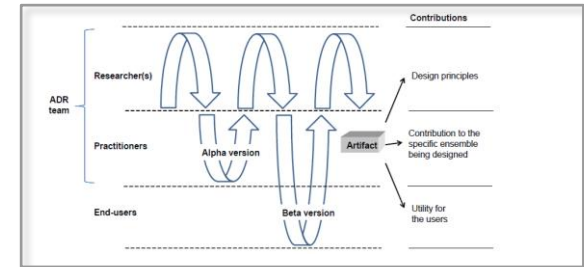 Contributions
Researcher(s)
Design principles
ADR
team
Practitioners
Alpha version
Artifact
Contribution to the
specific ensemble
being designed
End-users
Beta version
Utility for
the users